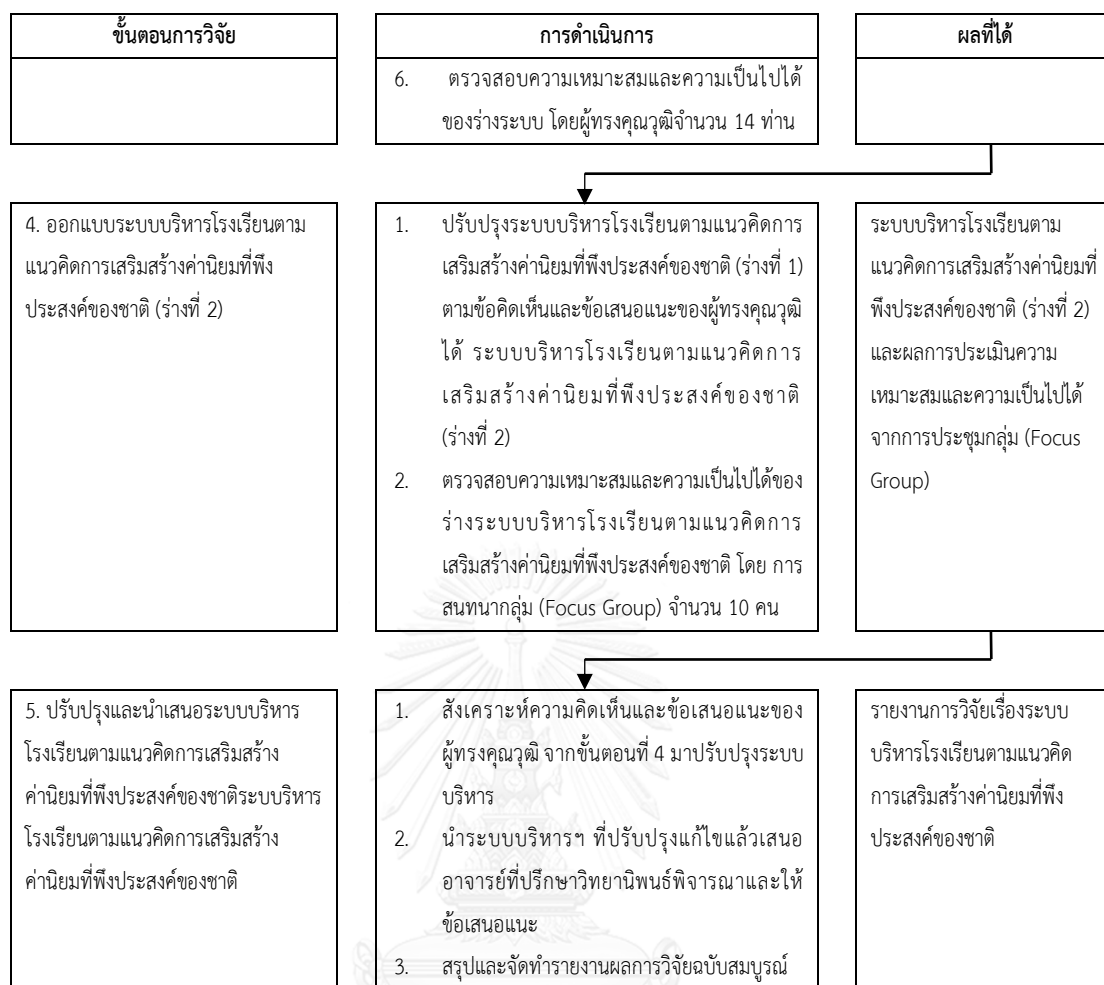 ขั้นตอนการวิจัย
การดำเนินการ
ผลที่ได้
6. ตรวจสอบความเหมาะสมและความเป็นไปได้
ของร่างระบบ โดยผู้ทรงคุณวุฒิจำนวน 14 ท่าน
4. ออกแบบระบบบริหารโรงเรียนตาม
แนวคิดการเสริมสร้างค่านิยมที่พึง
ประสงค์ของชาติ (ร่างที่ 2)
1. ปรับปรุงระบบบริหารโรงเรียนตามแนวคิดการ
เสริมสร้างค่านิยมที่พึงประสงค์ของชาติ (ร่างที่ 1)
ตามข้อคิดเห็นและข้อเสนอแนะของผู้ทรงคุณวุฒิ
ได้ ระบบบริหารโรงเรียนตามแนวคิดการ
เสริมสร้างค่านิยมที่พึงประสงค์ของชาติ
(ร่างที่ 2)
2. ตรวจสอบความเหมาะสมและความเป็นไปได้ของ
ร่างระบบบริหารโรงเรียนตามแนวคิดการ
เสริมสร้างค่านิยมที่พึงประสงค์ของชาติ โดย การ
สนทนากลุ่ม (Focus Group) จำนวน 10 คน
ระบบบริหารโรงเรียนตาม
แนวคิดการเสริมสร้างค่านิยมที่
พึงประสงค์ของชาติ (ร่างที่ 2)
และผลการประเมินความ
เหมาะสมและความเป็นไปได้
จากการประชุมกลุ่ม (Focus
Group)
5. ปรับปรุงและนำเสนอระบบบริหาร
โรงเรียนตามแนวคิดการเสริมสร้าง
ค่านิยมที่พึงประสงค์ของชาติระบบบริหาร
โรงเรียนตามแนวคิดการเสริมสร้าง
ค่านิยมที่พึงประสงค์ของชาติ
1. สังเคราะห์ความคิดเห็นและข้อเสนอแนะของ
ผู้ทรงคุณวุฒิ จากขั้นตอนที่ 4 มาปรับปรุงระบบ
บริหาร
2. นำระบบบริหารฯ ที่ปรับปรุงแก้ไขแล้วเสนอ
อาจารย์ที่ปรึกษาวิทยานิพนธ์พิจารณาและให้
ข้อเสนอแนะ
3. สรุปและจัดทำรายงานผลการวิจัยฉบับสมบูรณ์
รายงานการวิจัยเรื่องระบบ
บริหารโรงเรียนตามแนวคิด
การเสริมสร้างค่านิยมที่พึง
ประสงค์ของชาติ